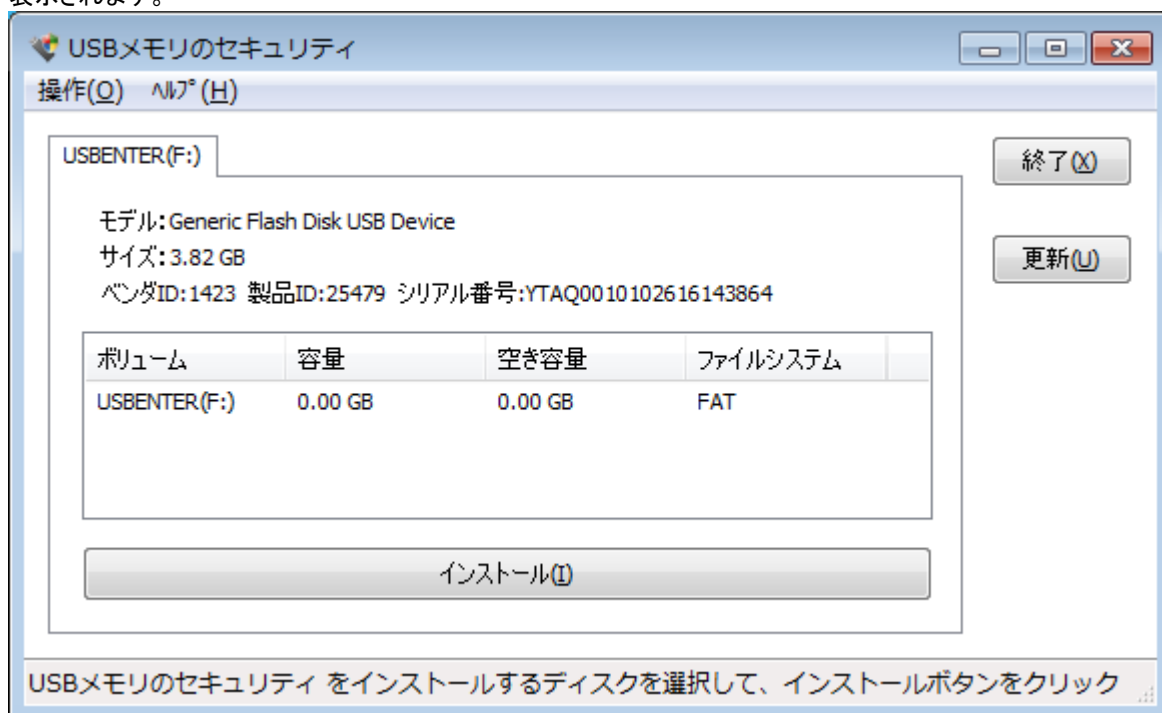 表示されます。
USBメモリのセキュリティ
操作(O) ﾍﾙﾌﾟ(H)
USBENTER(F:)
終了(X)
モデル:Generic Flash Disk USB Device
サイズ:3.82 GB
更新(U)
ベンダID:1423 製品ID:25479 シリアル番号:YTAQ0010102616143864
ボリューム 容量 空き容量 ファイルシステム
USBENTER(F:) 0.00 GB 0.00 GB FAT
インストール(I)
USBメモリのセキュリティ をインストールするディスクを選択して、インストールボタンをクリック